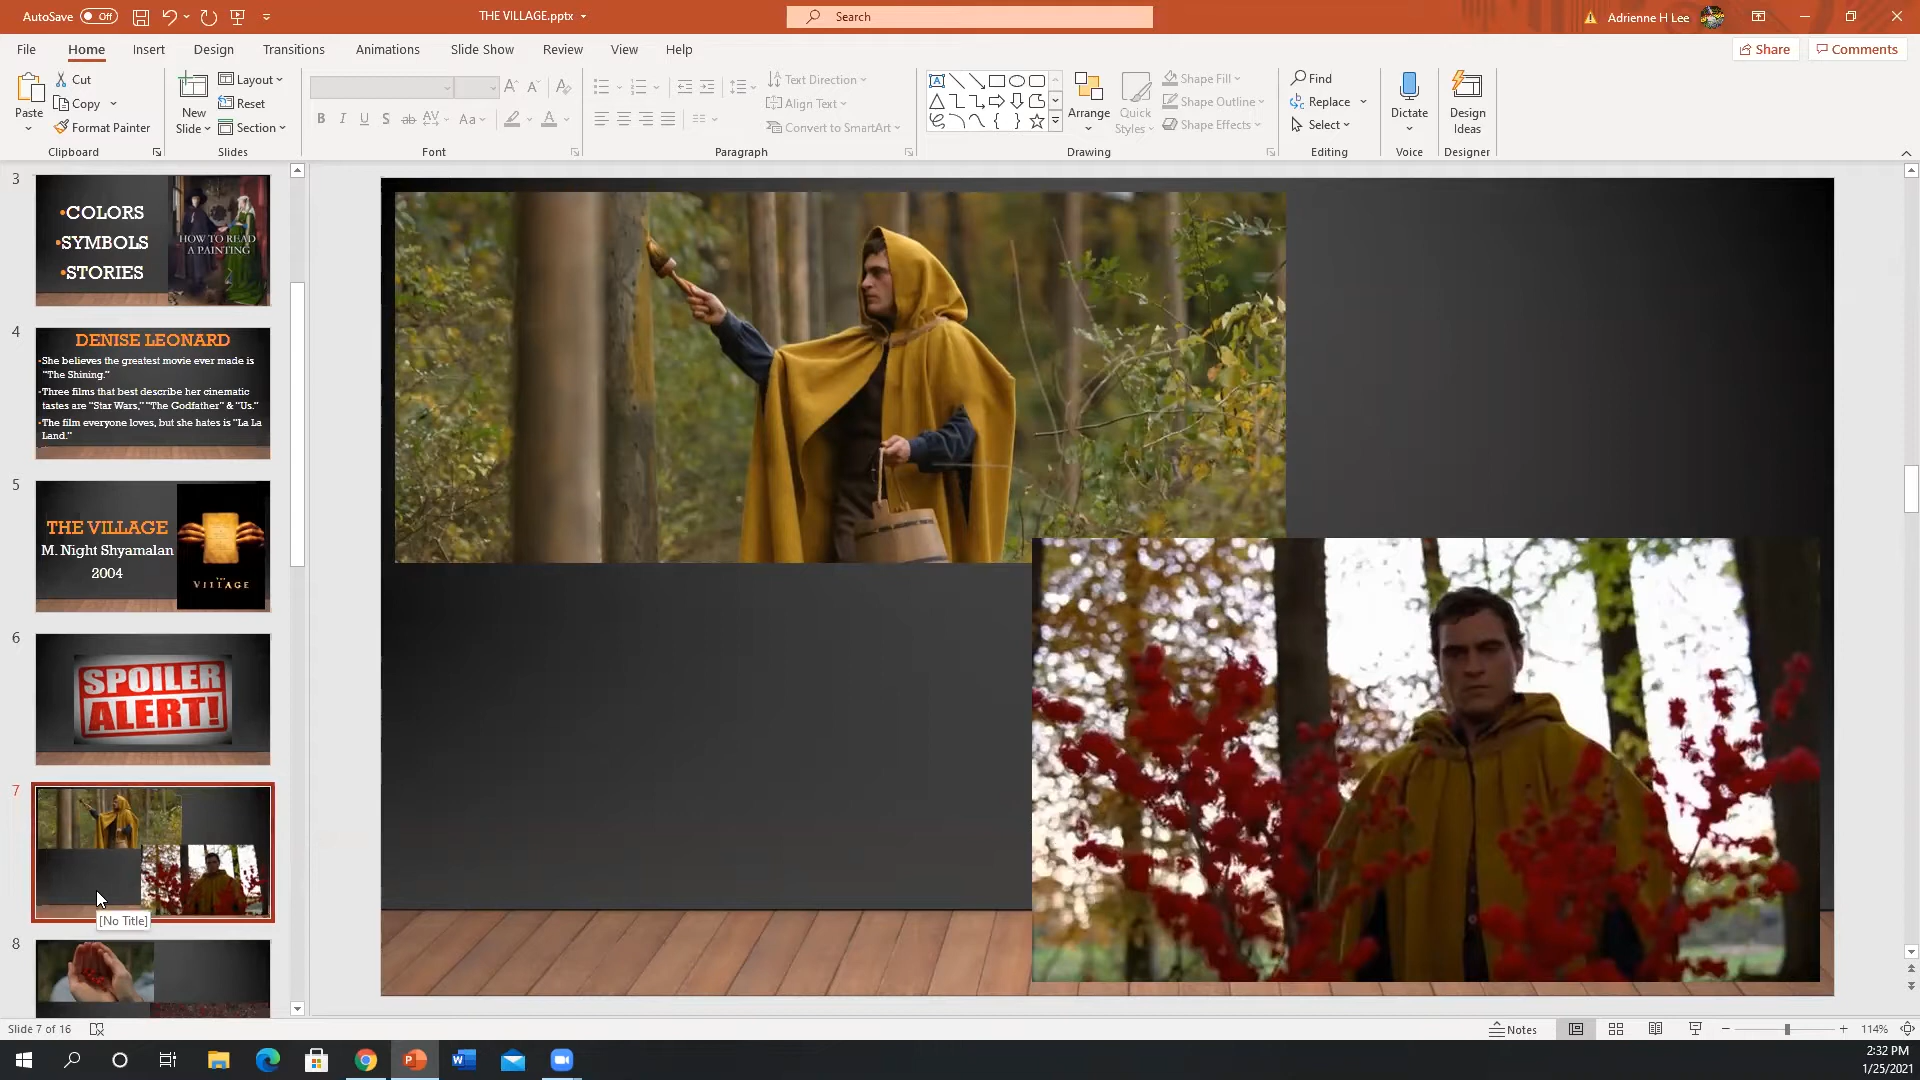 AutoSave Off THE VILLAGE.pptx Search Adrienne H Lee
File Home Insert Design Transitions Animations Slide Show Review View Help Share Comments
Paste
Cut
Copy
Format Painter
Clipboard
New
Slide
Layout
Reset
Section
Slides
B I U S ab AV Aa A
Font
Text Direction
Align Text
Convert to SmartArt
Paragraph
Arrange
Quick
Styles
Shape Fill
Shape Outline
Shape Effects
Drawing
Find
Replace
Select
Editing
Dictate
Voice
Design
Ideas
Designer
3
•COLORS
•SYMBOLS
•STORIES
HOW TO READ
A PAINTING
4
DENISE LEONARD
•She believes the greatest movie ever made is
"The Shining."
•Three films that best describe her cinematic
tastes are "Star Wars," "The Godfather" & "Us."
•The film everyone loves, but she hates is "La La
Land."
5
THE VILLAGE
M. Night Shyamalan
2004
THE
VILLAGE
6
SPOILER
ALERT!
7
[No Title]
8
Slide 7 of 16
Notes
114%
2:32 PM
1/25/2021